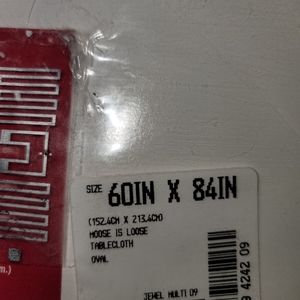 SIZE 60IN X 84IN
(152.4CM X 213.4CM)
MOOSE IS LOOSE
TABLECLOTH
OVAL
JEWEL MULTI 09
4242 09
m.)